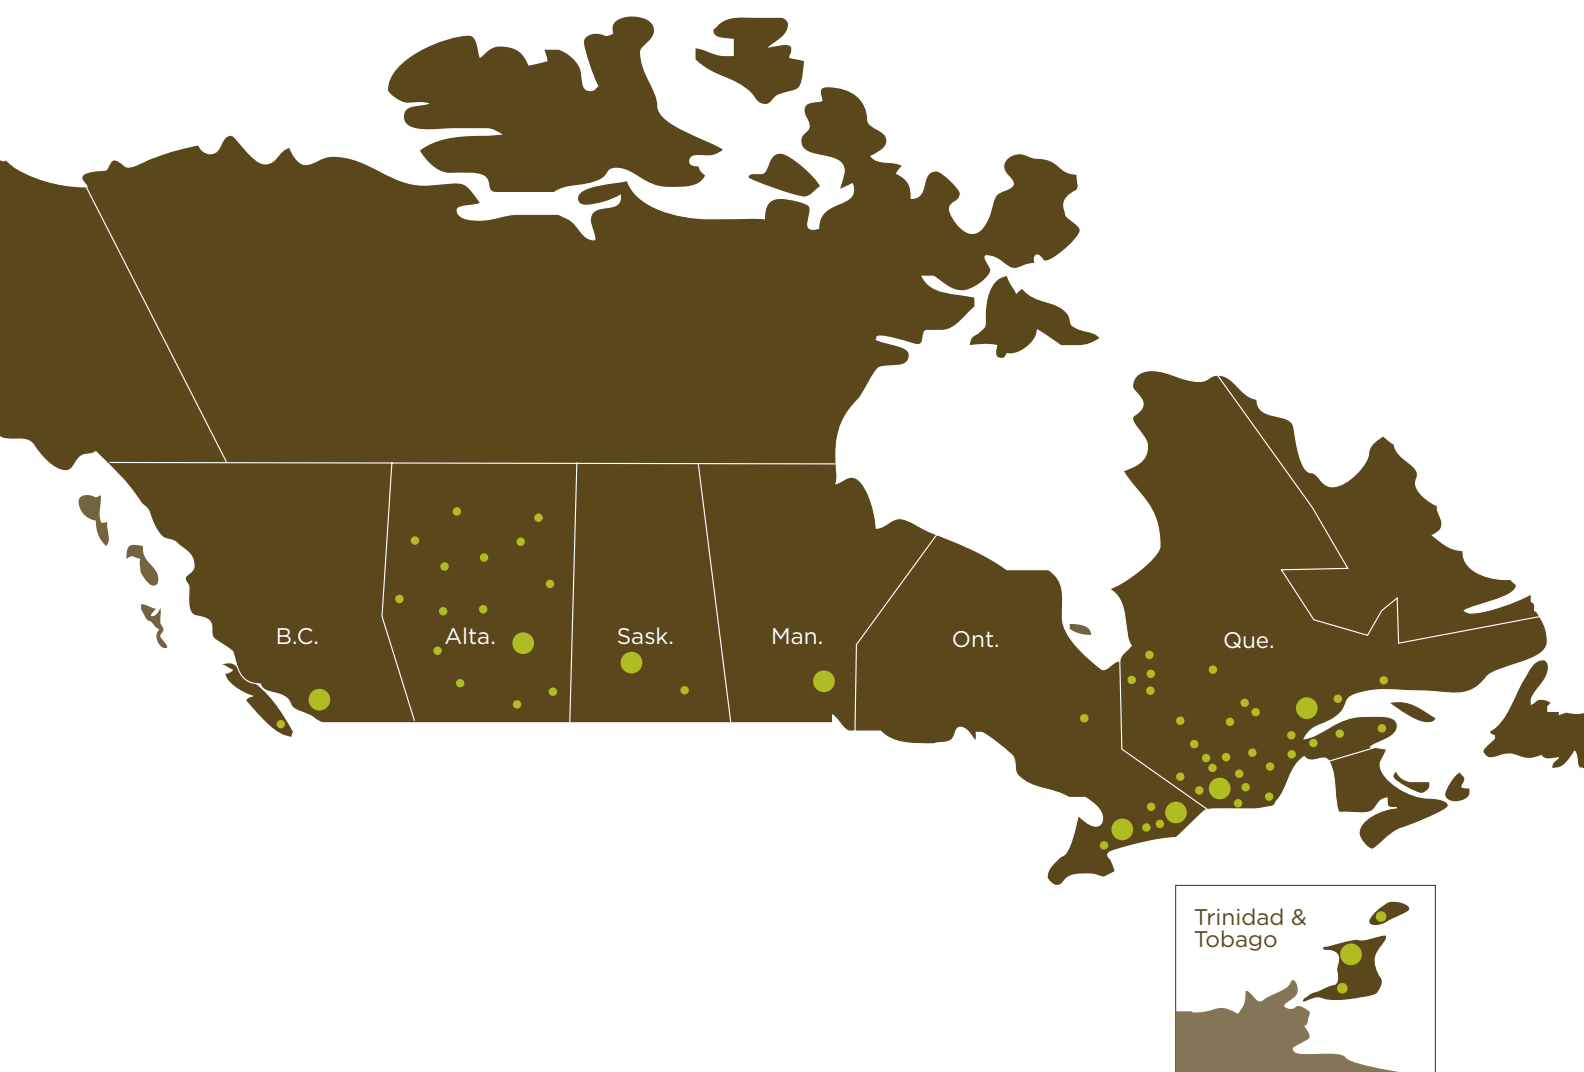 B.C.
Alta.
Sask.
Man.
Ont.
Que.
Trinidad &
Tobago